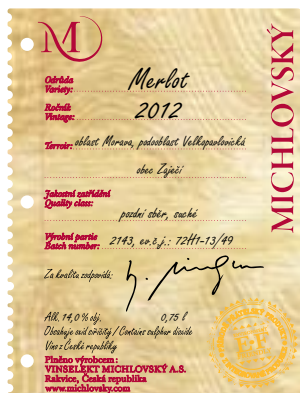 M
MICHLOVSKÝ
Odrůda
Variety: Merlot
Ročník
Vintage: 2012
Terroir: oblast Morava, podoblast Velkopavlovická
obec Zaječí
Jakostní zatřídění
Quality class:
pozdní sběr, suché
Výrobní partie
Batch number: 2143, ev.č.j.: 72H1-13/49
Za kvalitu zodpovídá:
Alk. 14,0% obj. 0,75 l
Obsahuje oxid siřičitý / Contains sulphur dioxide
Víno z České republiky
Plněno výrobcem:
VINSELEKT MICHLOVSKÝ A.S.
Rakvice, Česká republika
www.michlovsky.com